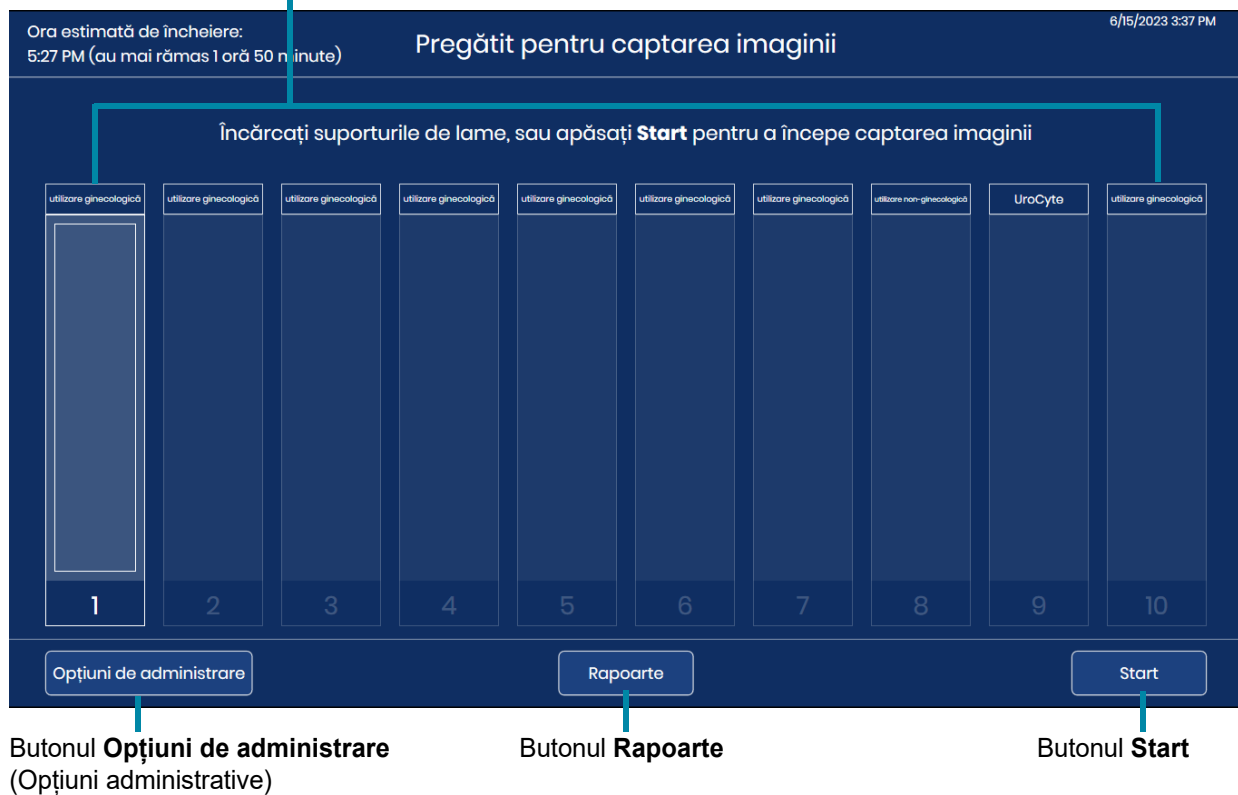 6/15/2023 3:37 PM
Ora estimată de încheiere:
5:27 PM (au mai rămas 1 oră 50 minute)
Pregătit pentru captarea imaginii
Încărcați suporturile de lame, sau apăsați Start pentru a începe captarea imaginii
utilizare ginecologică utilizare ginecologică utilizare ginecologică utilizare ginecologică utilizare ginecologică utilizare ginecologică utilizare ginecologică utilizare non-ginecologică UroCyte utilizare ginecologică
1 2 3 4 5 6 7 8 9 10
Opțiuni de administrare Rapoarte Start
Butonul Opțiuni de administrare Butonul Rapoarte Butonul Start
(Opțiuni administrative)